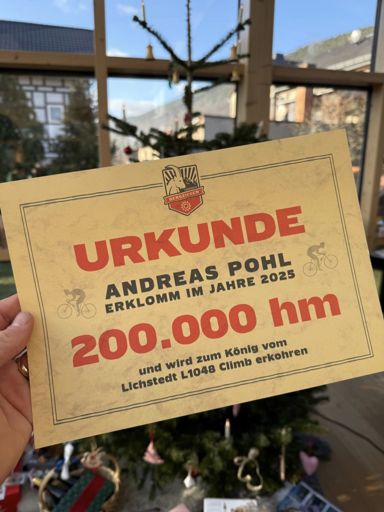 URKUNDE
ANDREAS POHL
ERKLOMM IM JAHRE 2025
200.000 hm
und wird zum König vom
Lichstedt L1048 Climb erkohren